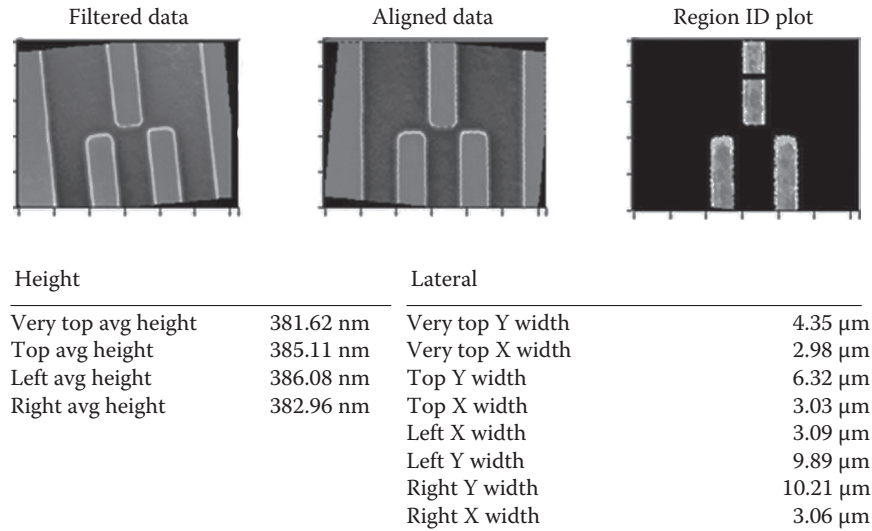 Filtered data
Aligned data
Region ID plot
Height
Lateral
Very top avg height 381.62 nm
Very top Y width 4.35 µm
Top avg height 385.11 nm
Very top X width 2.98 µm
Left avg height 386.08 nm
Top Y width 6.32 µm
Right avg height 382.96 nm
Top X width 3.03 µm
Left X width 3.09 µm
Left Y width 9.89 µm
Right Y width 10.21 µm
Right X width 3.06 µm